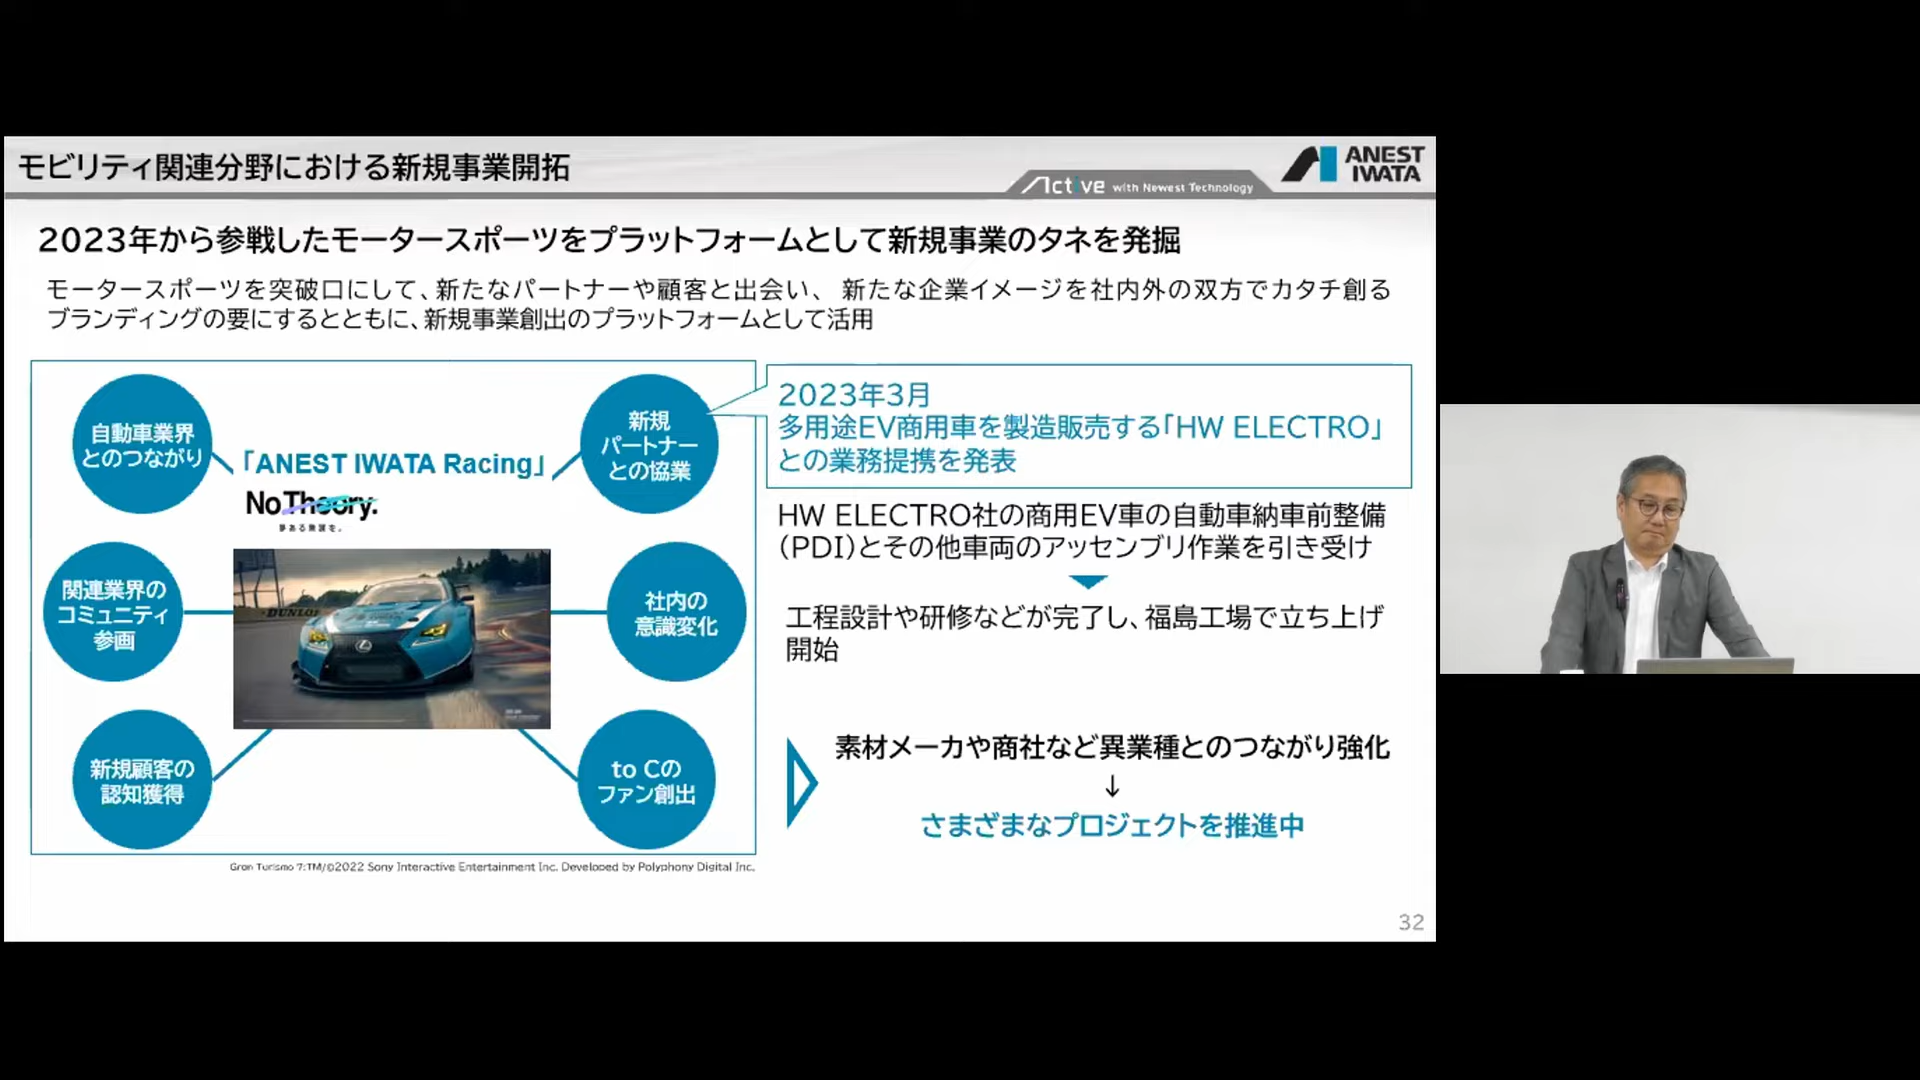 モビリティ関連分野における新規事業開拓
Active with Newest Technology
ANEST
IWATA
2023年から参戦したモータースポーツをプラットフォームとして新規事業のタネを発掘
モータースポーツを突破口にして、新たなパートナーや顧客と出会い、 新たな企業イメージを社内外の双方でカタチ創る
ブランディングの要にするとともに、新規事業創出のプラットフォームとして活用
自動車業界
とのつながり
「ANEST IWATA Racing」
No Theory.
夢ある無謀を。
新規
パートナー
との協業
関連業界の
コミュニティ
参画
DUNLOP
社内の
意識変化
新規顧客の
認知獲得
to Cの
ファン創出
Gran Turismo 7:TM/©2022 Sony Interactive Entertainment Inc. Developed by Polyphony Digital Inc.
2023年3月
多用途EV商用車を製造販売する「HW ELECTRO」
との業務提携を発表
HW ELECTRO社の商用EV車の自動車納車前整備
(PDI)とその他車両のアッセンブリ作業を引き受け
工程設計や研修などが完了し、福島工場で立ち上げ
開始
素材メーカや商社など異業種とのつながり強化
↓
さまざまなプロジェクトを推進中
32